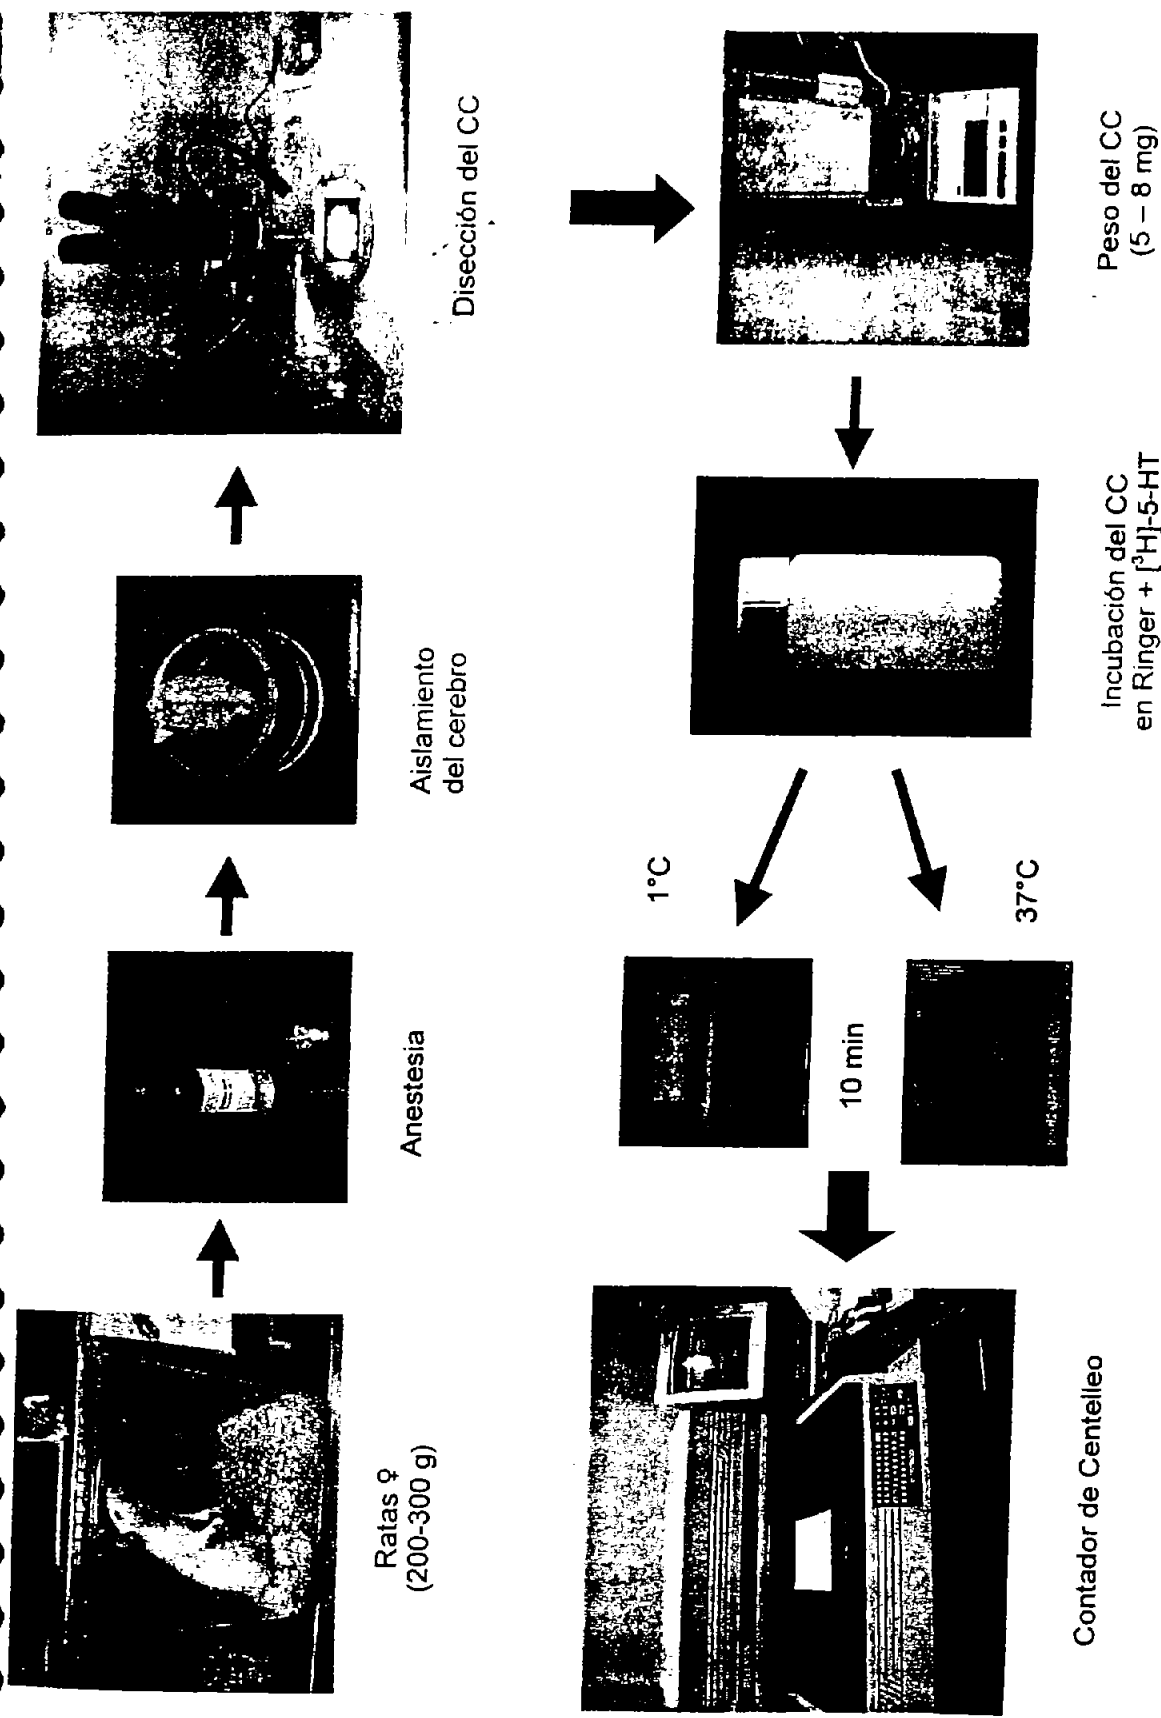 Ratas ♀
(200-300 g)
Anestesia
Aislamiento
del cerebro
Disección del CC
Peso del CC
(5 – 8 mg)
Incubación del CC
en Ringer + [³H]-5-HT
1°C
37°C
10 min
Contador de Centelleo